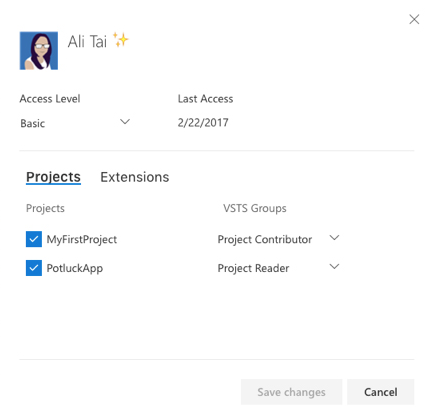 Ali Tai ✨
Access Level Last Access
Basic 2/22/2017
Projects Extensions
Projects VSTS Groups
MyFirstProject Project Contributor
PotluckApp Project Reader
Save changes Cancel